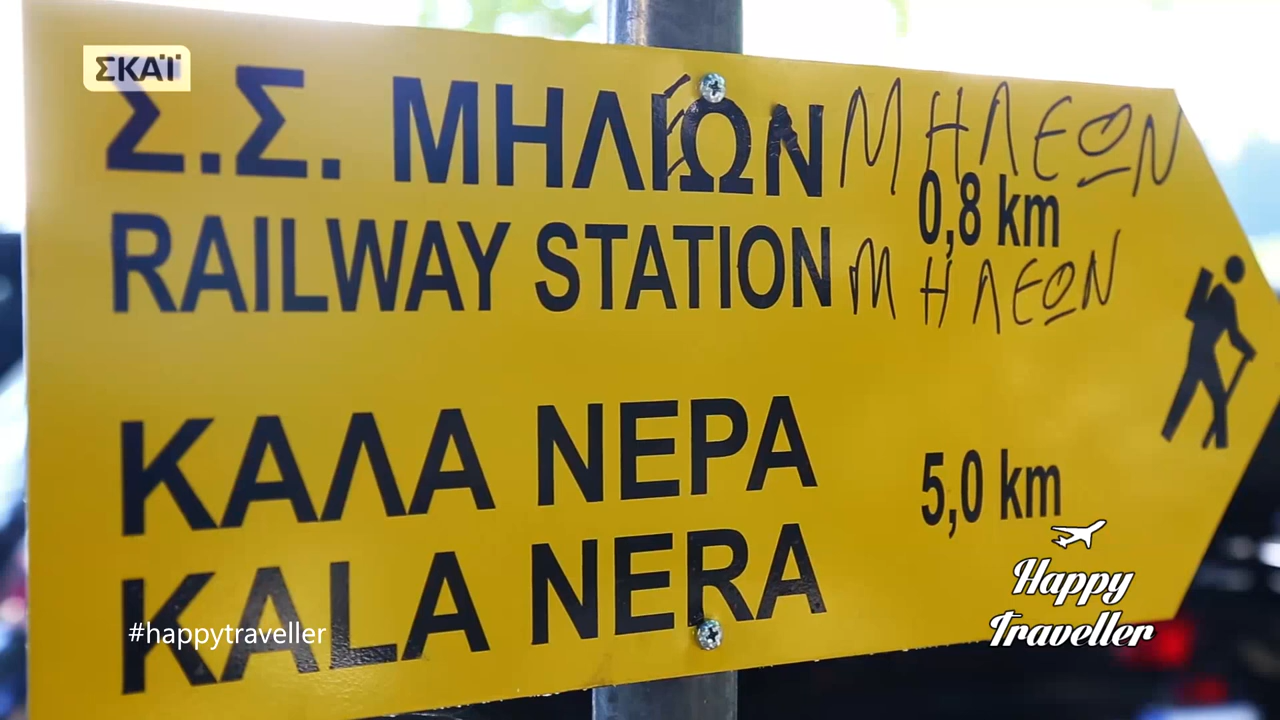 ΣΚΑΪ
Σ.Σ. ΜΗΛΙΩΝ ΜΗΛΕΩΝ
0,8 km
RAILWAY STATION ΜΗΛΕΩΝ
ΚΑΛΑ ΝΕΡΑ
5,0 km
KALA NERA
#happytraveller
Happy
Traveller